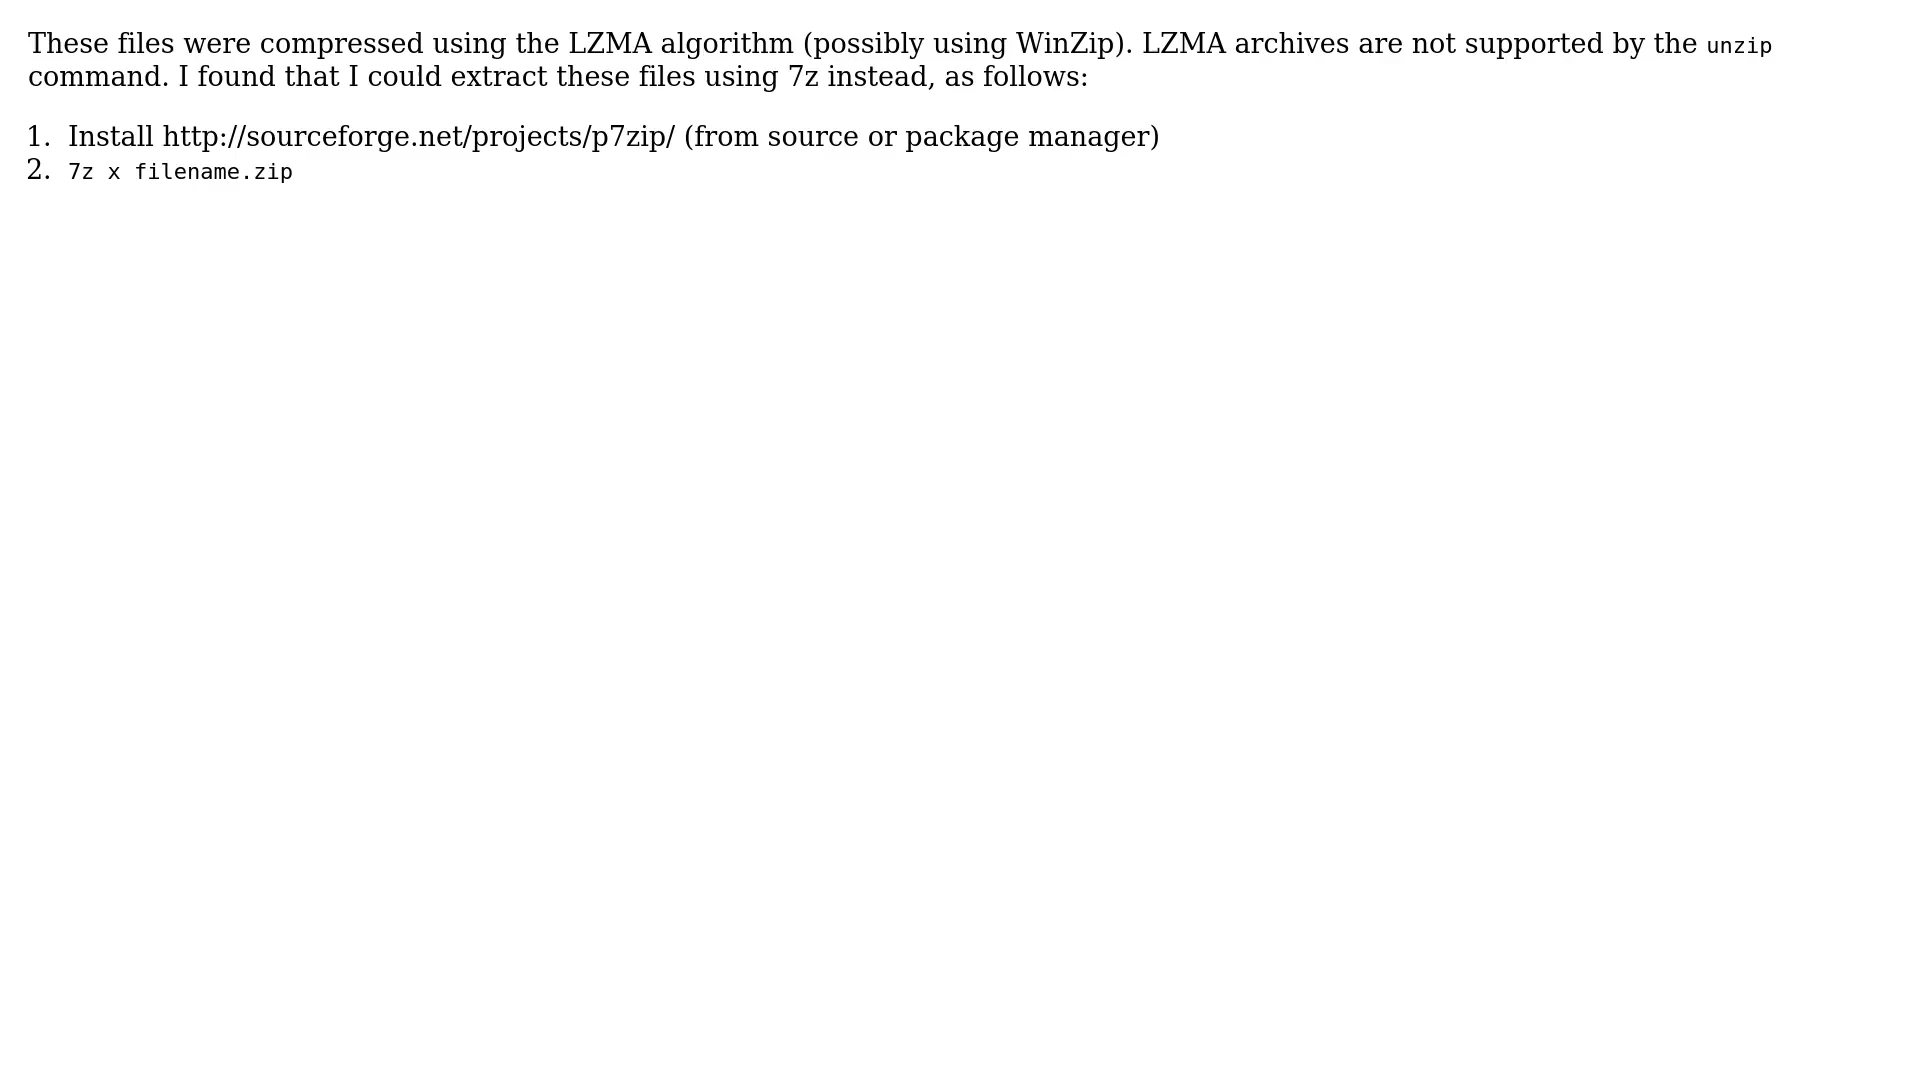 These files were compressed using the LZMA algorithm (possibly using WinZip). LZMA archives are not supported by the unzip
command. I found that I could extract these files using 7z instead, as follows:
1. Install http://sourceforge.net/projects/p7zip/ (from source or package manager)
2. 7z x filename.zip